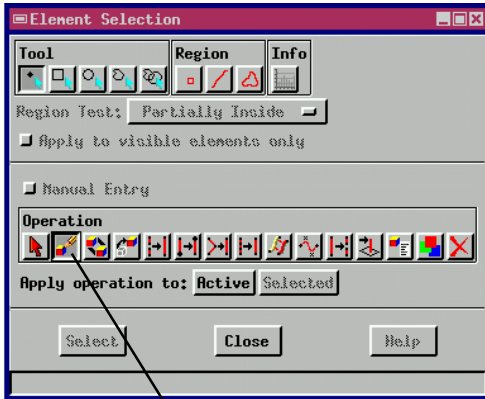 Element Selection
Tool Region Info
Region Test: Partially Inside
Apply to visible elements only
Manual Entry
Operation
Apply operation to: Active Selected
Select Close Help